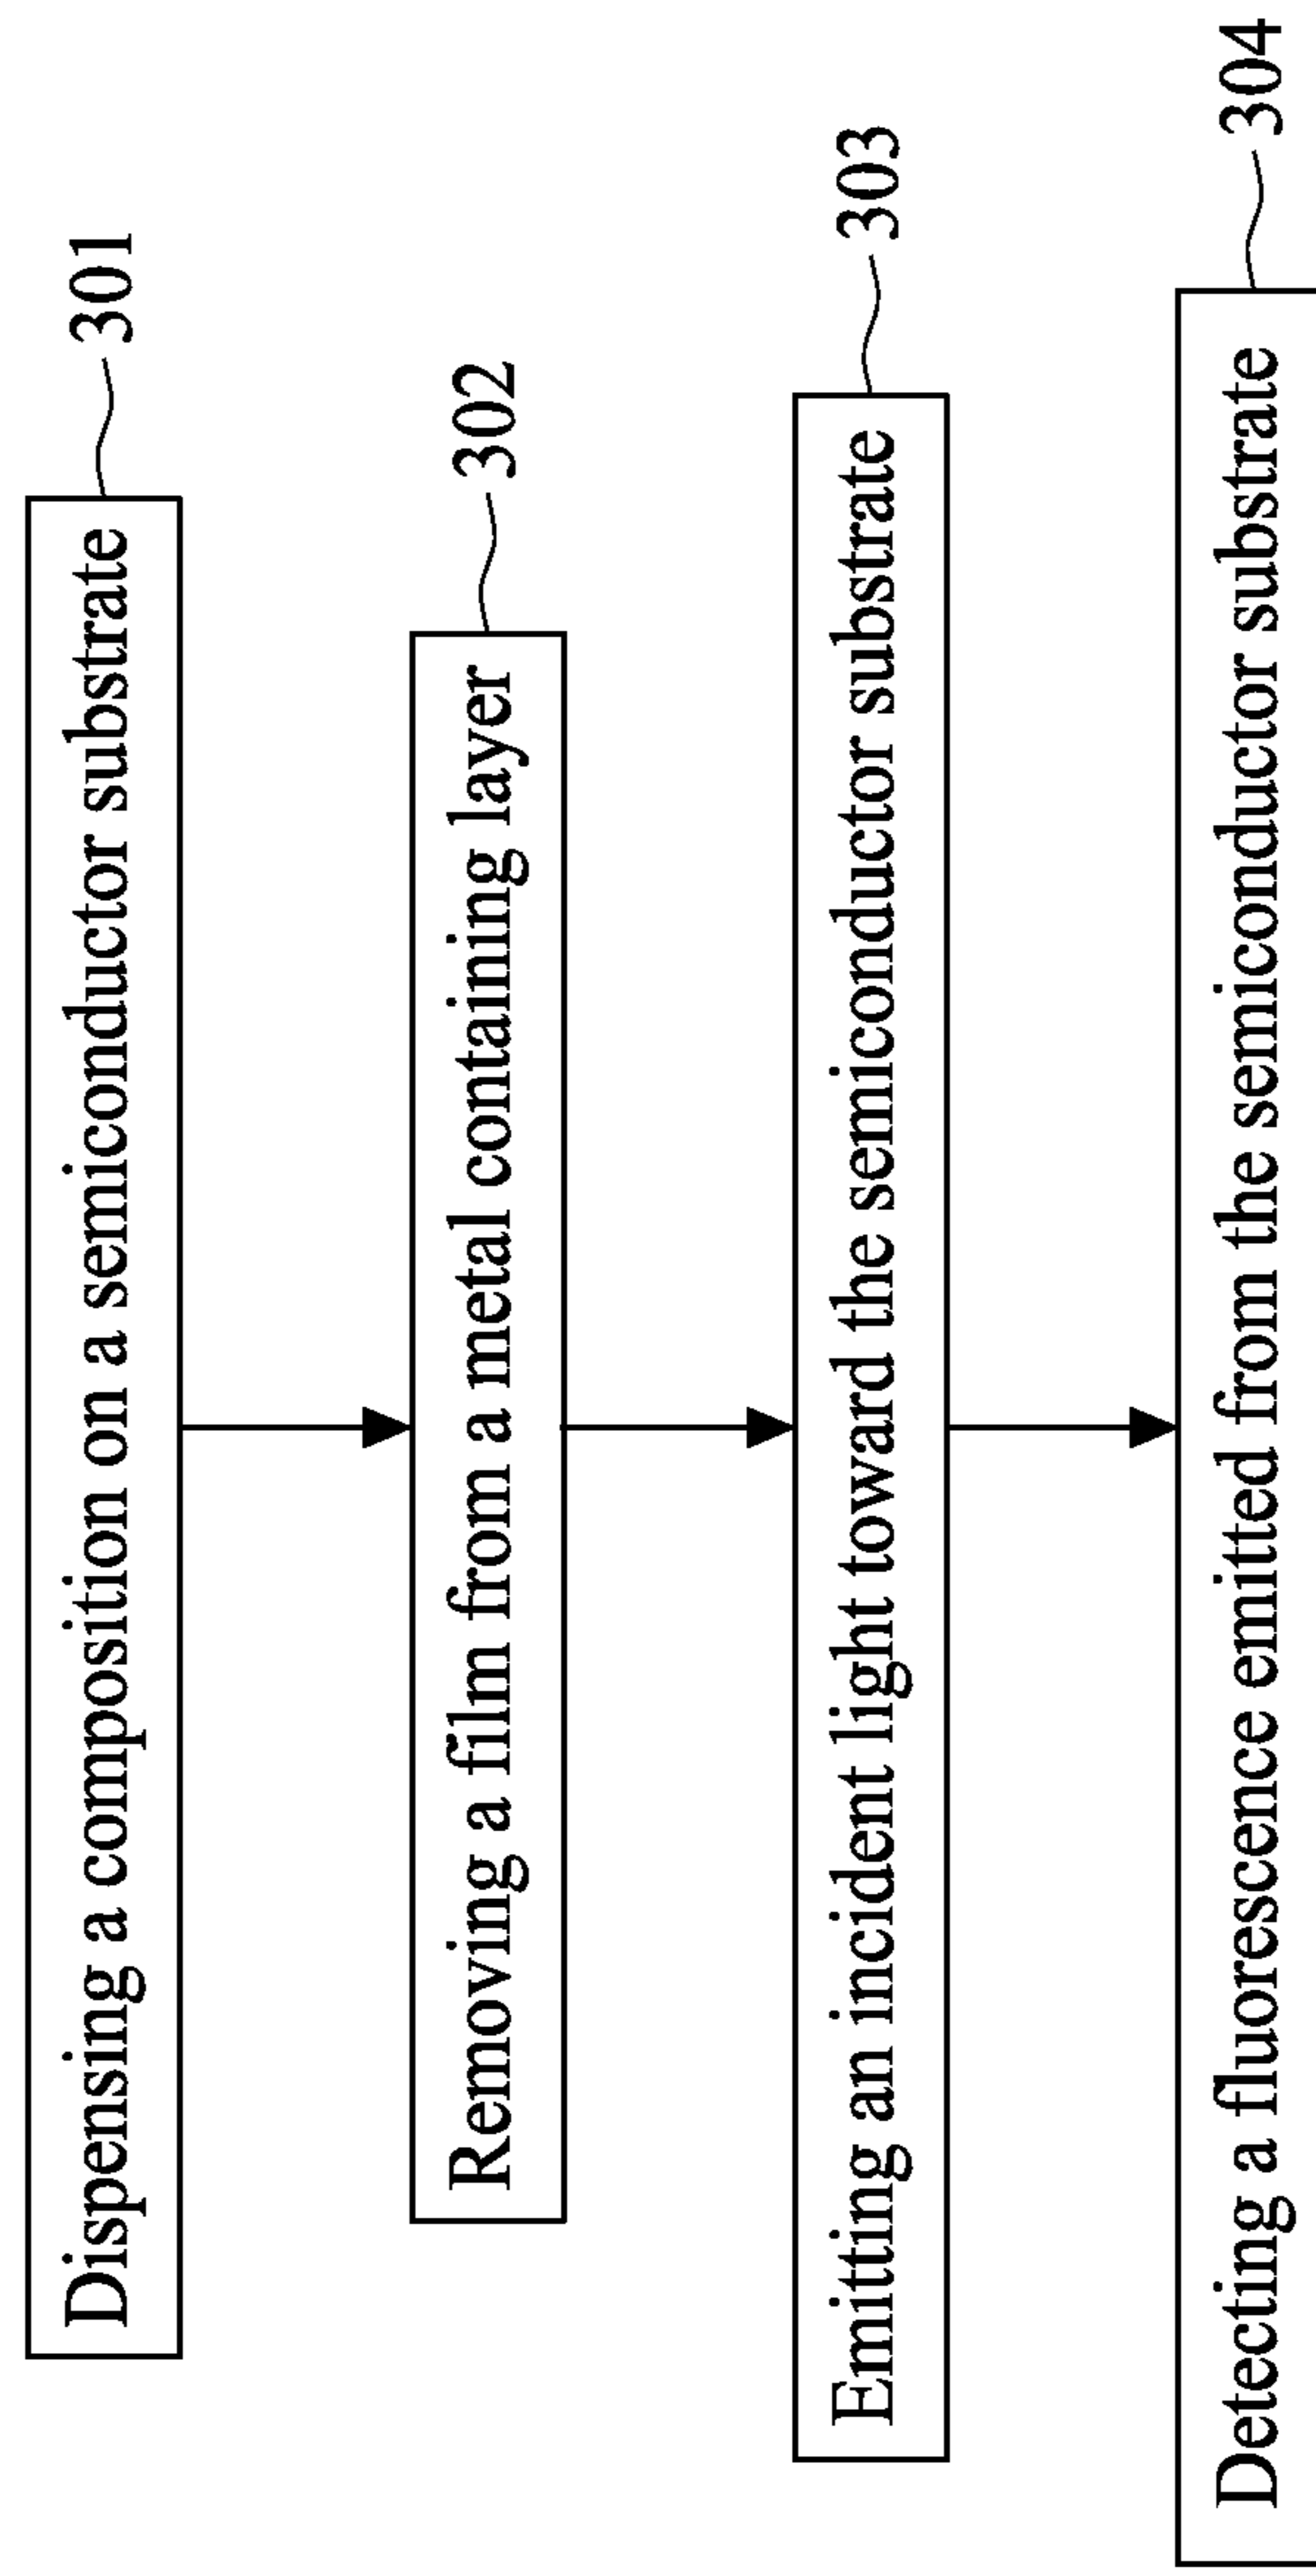 Dispensing a composition on a semiconductor substrate
301
Removing a film from a metal containing layer
302
Emitting an incident light toward the semiconductor substrate
303
Detecting a fluorescence emitted from the semiconductor substrate
304